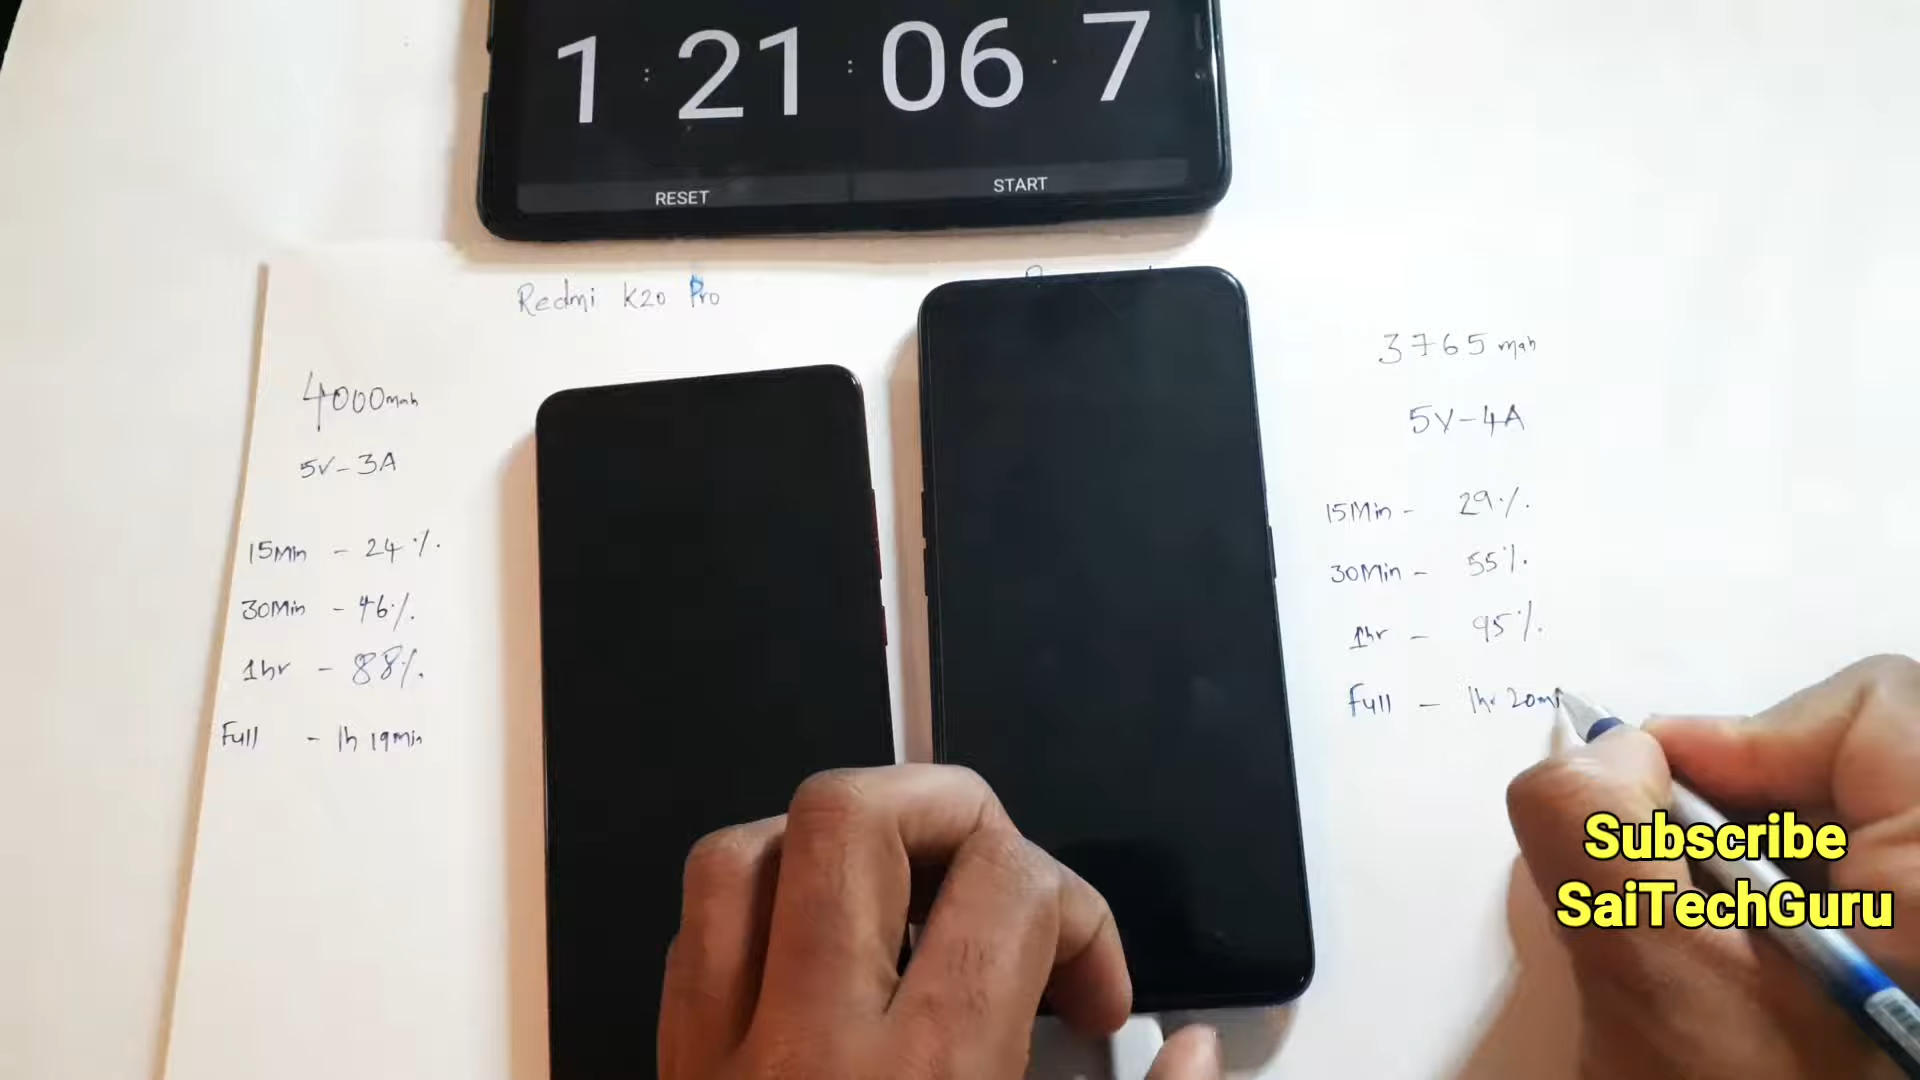 1 : 21 : 06 . 7
RESET
START
Redmi K20 Pro
4000mah
5V-3A
15Min - 24%.
30Min - 46%.
1hr - 88%.
Full - 1h 19min
3765 mah
5V-4A
15Min - 29%.
30Min - 55%.
1hr - 95%.
Full - 1hr 20mi
Subscribe
SaiTechGuru